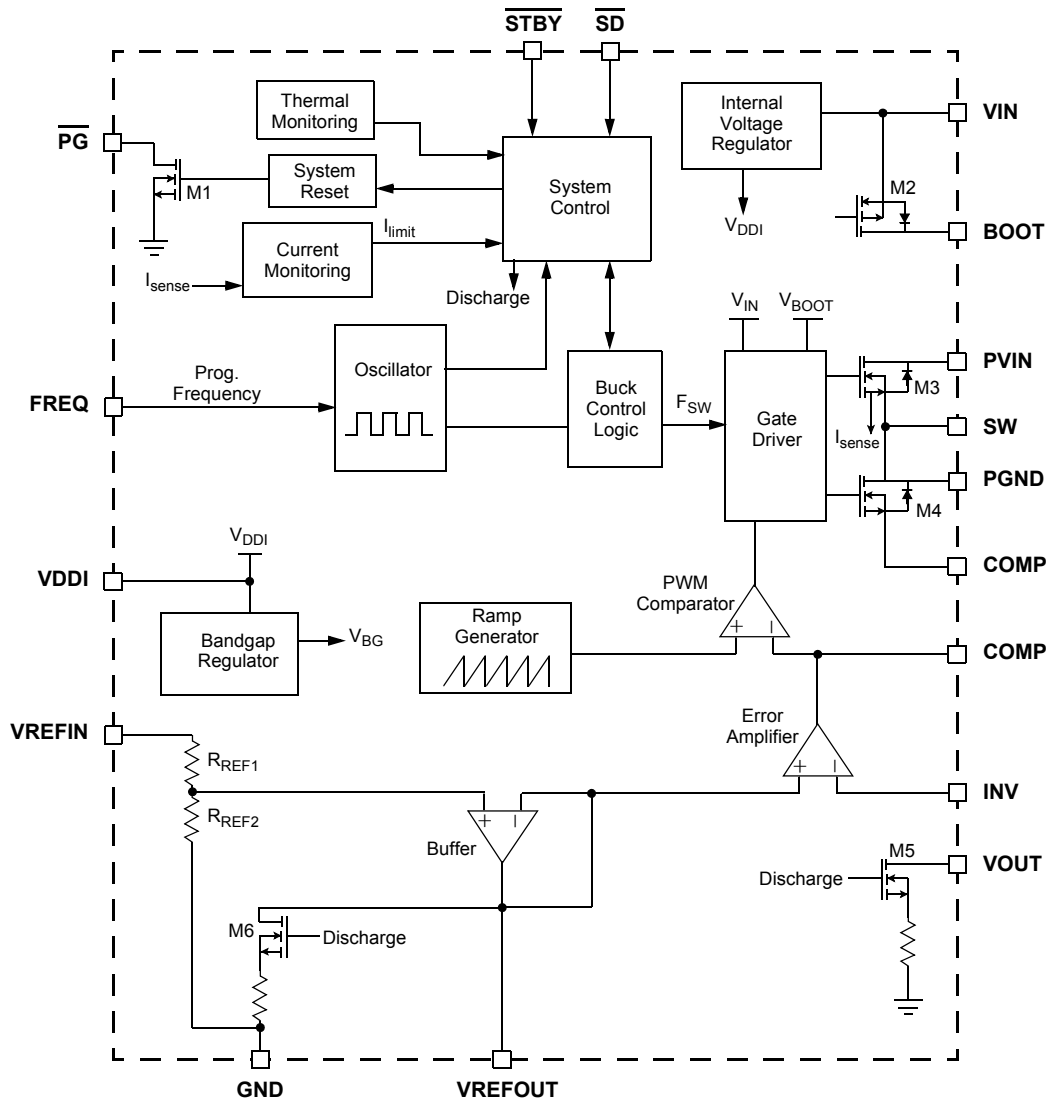 STBY
SD
Thermal
Monitoring
Internal
Voltage
Regulator
VIN
PG
M1
System
Reset
System
Control
M2
VDDI
BOOT
Ilimit
Current
Monitoring
Isense
Discharge
VIN
VBOOT
PVIN
Prog.
Frequency
Oscillator
Buck
Control
Logic
FSW
Gate
Driver
M3
FREQ
Isense
SW
PGND
M4
VDDI
VDDI
COMP
PWM
Comparator
Bandgap
Regulator
VBG
Ramp
Generator
+
–
COMP
VREFIN
RREF1
Error
Amplifier
+
–
INV
RREF2
+
–
Buffer
M5
VOUT
Discharge
M6
Discharge
GND
VREFOUT